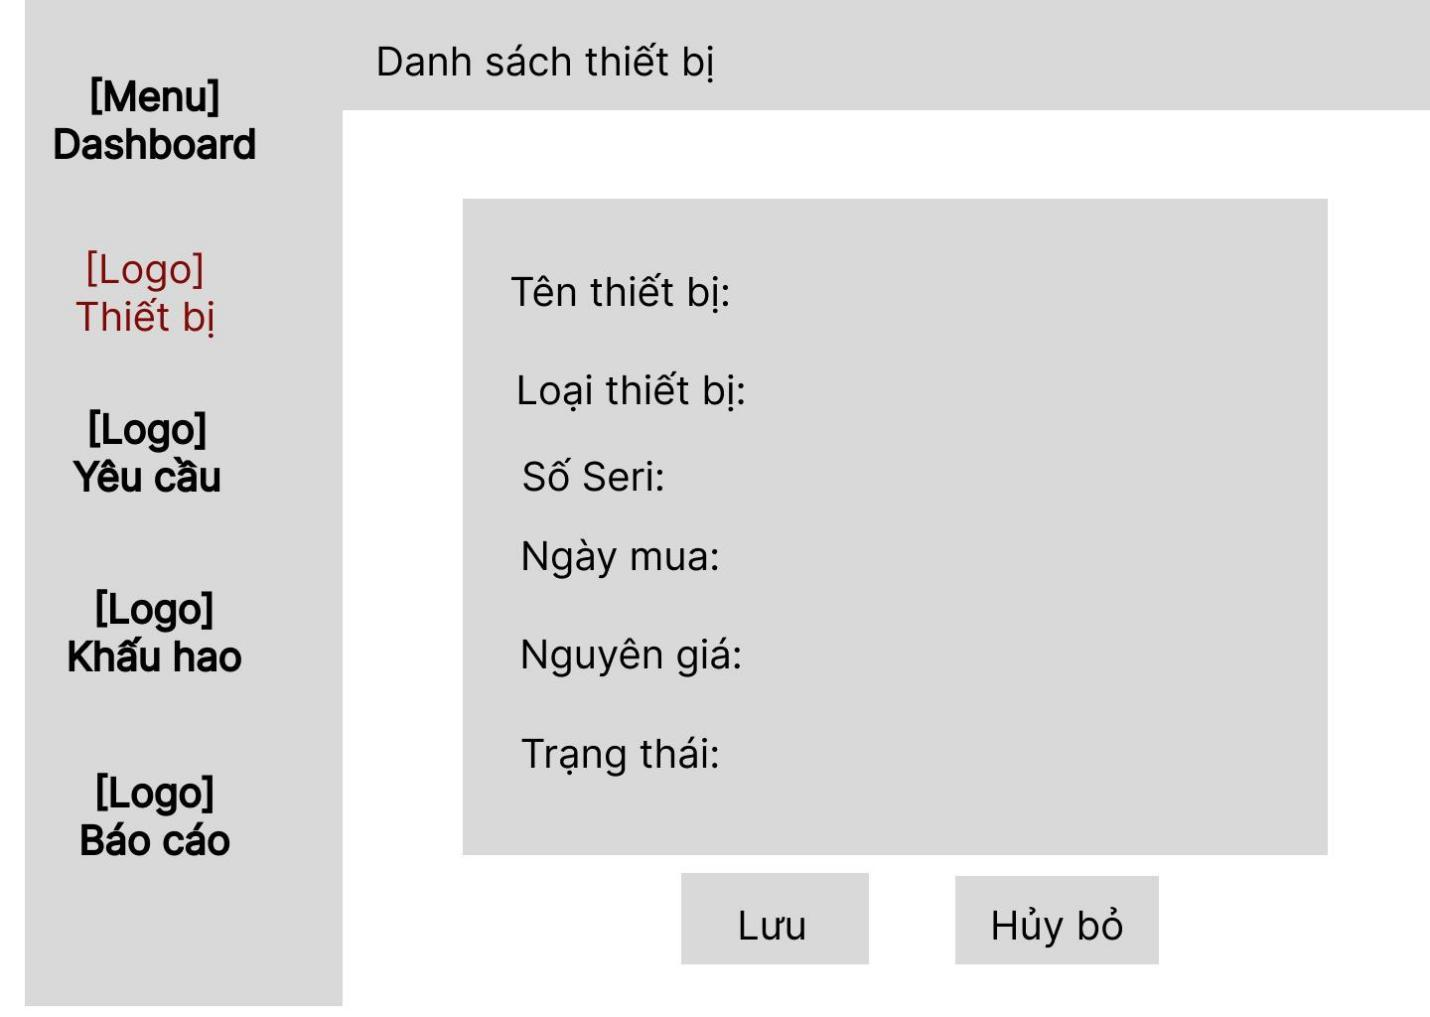 [Menu]
Dashboard
[Logo]
Thiết bị
[Logo]
Yêu cầu
[Logo]
Khấu hao
[Logo]
Báo cáo
Danh sách thiết bị
Tên thiết bị:
Loại thiết bị:
Số Seri:
Ngày mua:
Nguyên giá:
Trạng thái:
Lưu
Hủy bỏ